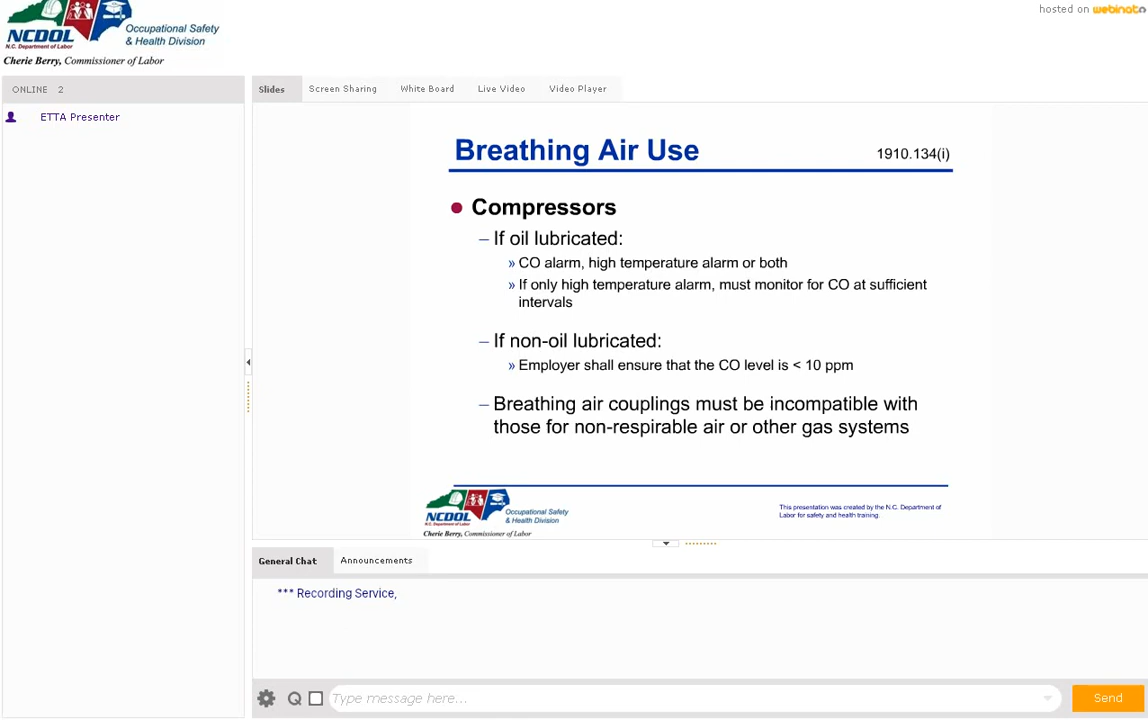 hosted on webinato
NCDOL
N.C. Department of Labor
Occupational Safety
& Health Division
Cherie Berry, Commissioner of Labor
ONLINE 2
ETTA Presenter
Slides Screen Sharing White Board Live Video Video Player
Breathing Air Use 1910.134(i)
● Compressors
– If oil lubricated:
» CO alarm, high temperature alarm or both
» If only high temperature alarm, must monitor for CO at sufficient
intervals
– If non-oil lubricated:
» Employer shall ensure that the CO level is < 10 ppm
– Breathing air couplings must be incompatible with
those for non-respirable air or other gas systems
NCDOL
N.C. Department of Labor
Occupational Safety
& Health Division
Cherie Berry, Commissioner of Labor
This presentation was created by the N.C. Department of
Labor for safety and health training.
General Chat Announcements
*** Recording Service,
Q Type message here... Send